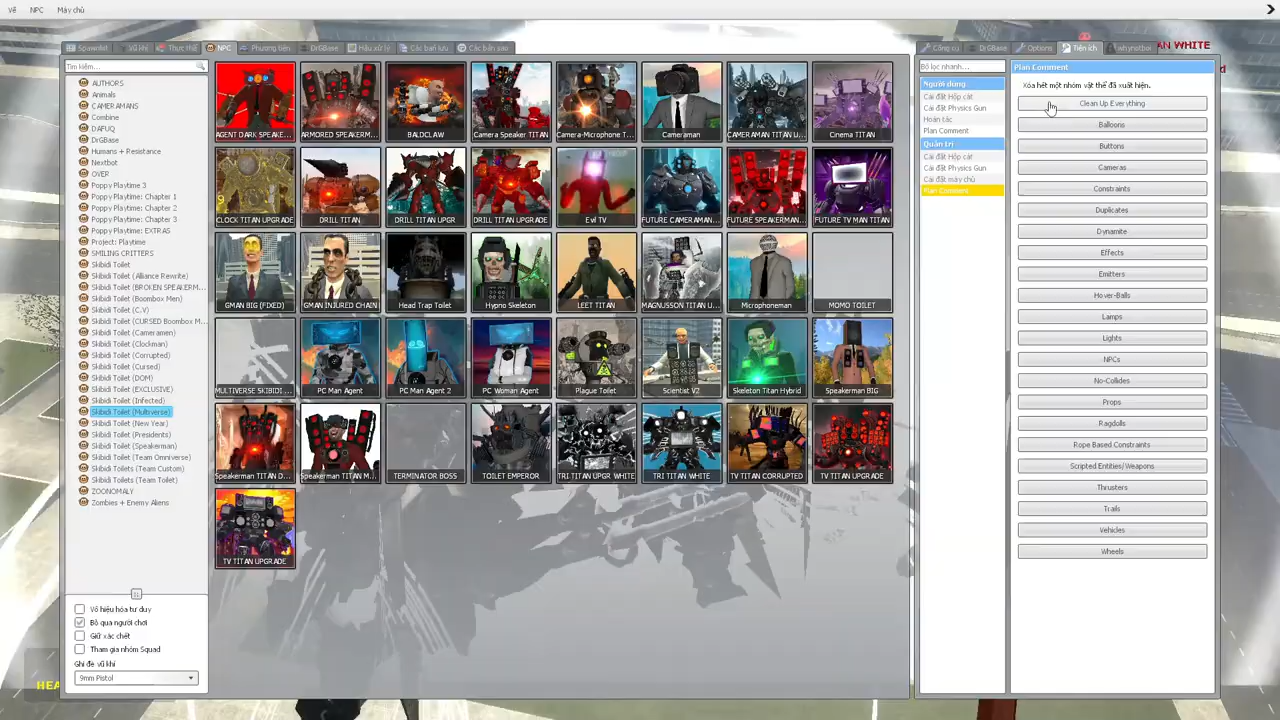 Vẽ NPC Máy chủ
Spawnlist Vũ khí Thực thể NPC Phương tiện DrGBase Hậu xử lý Các bản lưu Các bản sao
Công cụ DrGBase Options Tiện ích whynotboi AN WHITE
Tìm kiếm...
AUTHORS
Animals
CAMERAMANS
Combine
DAFUQ
DrGBase
Humans + Resistance
Nextbot
OVER
Poppy Playtime 3
Poppy Playtime: Chapter 1
Poppy Playtime: Chapter 2
Poppy Playtime: Chapter 3
Poppy Playtime: EXTRAS
Project: Playtime
SMILING CRITTERS
Skibidi Toilet
Skibidi Toilet (Alliance Rewrite)
Skibidi Toilet (BROKEN SPEAKERM...
Skibidi Toilet (Boombox Men)
Skibidi Toilet (C.V)
Skibidi Toilet (CURSED Boombox M...
Skibidi Toilet (Cameramen)
Skibidi Toilet (Clockman)
Skibidi Toilet (Corrupted)
Skibidi Toilet (Cursed)
Skibidi Toilet (DOM)
Skibidi Toilet (EXCLUSIVE)
Skibidi Toilet (Infected)
Skibidi Toilet (Multiverse)
Skibidi Toilet (New Year)
Skibidi Toilet (Presidents)
Skibidi Toilet (Speakerman)
Skibidi Toilet (Team Omniverse)
Skibidi Toilets (Team Custom)
Skibidi Toilets (Team Toilet)
ZOONOMALY
Zombies + Enemy Aliens
Vô hiệu hóa tư duy
Bỏ qua người chơi
Giữ xác chết
Tham gia nhóm Squad
Ghi đè vũ khí
9mm Pistol
HEA
AGENT DARK SPEAKE... ARMORED SPEAKERM... BALDCLAW Camera Speaker TITAN Camera-Microphone T... Cameraman CAMERAMAN TITAN U... Cinema TITAN
CLOCK TITAN UPGRADE DRILL TITAN DRILL TITAN UPGR DRILL TITAN UPGRADE Evil TV FUTURE CAMERAMAN... FUTURE SPEAKERMAN... FUTURE TV MAN TITAN
GMAN BIG (FIXED) GMAN INJURED CHAIN Head Trap Toilet Hypno Skeleton LEET TITAN MAGNUSSON TITAN U... Microphoneman MOMO TOILET
MULTIVERSE SKIBIDI ... PC Man Agent PC Man Agent 2 PC Woman Agent Plague Toilet Scientist V2 Skeleton Titan Hybrid Speakerman BIG
Speakerman TITAN D... Speakerman TITAN M... TERMINATOR BOSS TOILET EMPEROR TRI TITAN UPGR WHITE TRI TITAN WHITE TV TITAN CORRUPTED TV TITAN UPGRADE
TV TITAN UPGRADE
Bộ lọc nhanh...
Người dùng
Cài đặt Hộp cát
Cài đặt Physics Gun
Hoàn tác
Plan Comment
Quản trị
Cài đặt Hộp cát
Cài đặt Physics Gun
Cài đặt máy chủ
Plan Comment
Plan Comment
Xóa hết một nhóm vật thể đã xuất hiện.
Clean Up Everything
Balloons
Buttons
Cameras
Constraints
Duplicates
Dynamite
Effects
Emitters
Hover-Balls
Lamps
Lights
NPCs
No-Collides
Props
Ragdolls
Rope Based Constraints
Scripted Entities/Weapons
Thrusters
Trails
Vehicles
Wheels